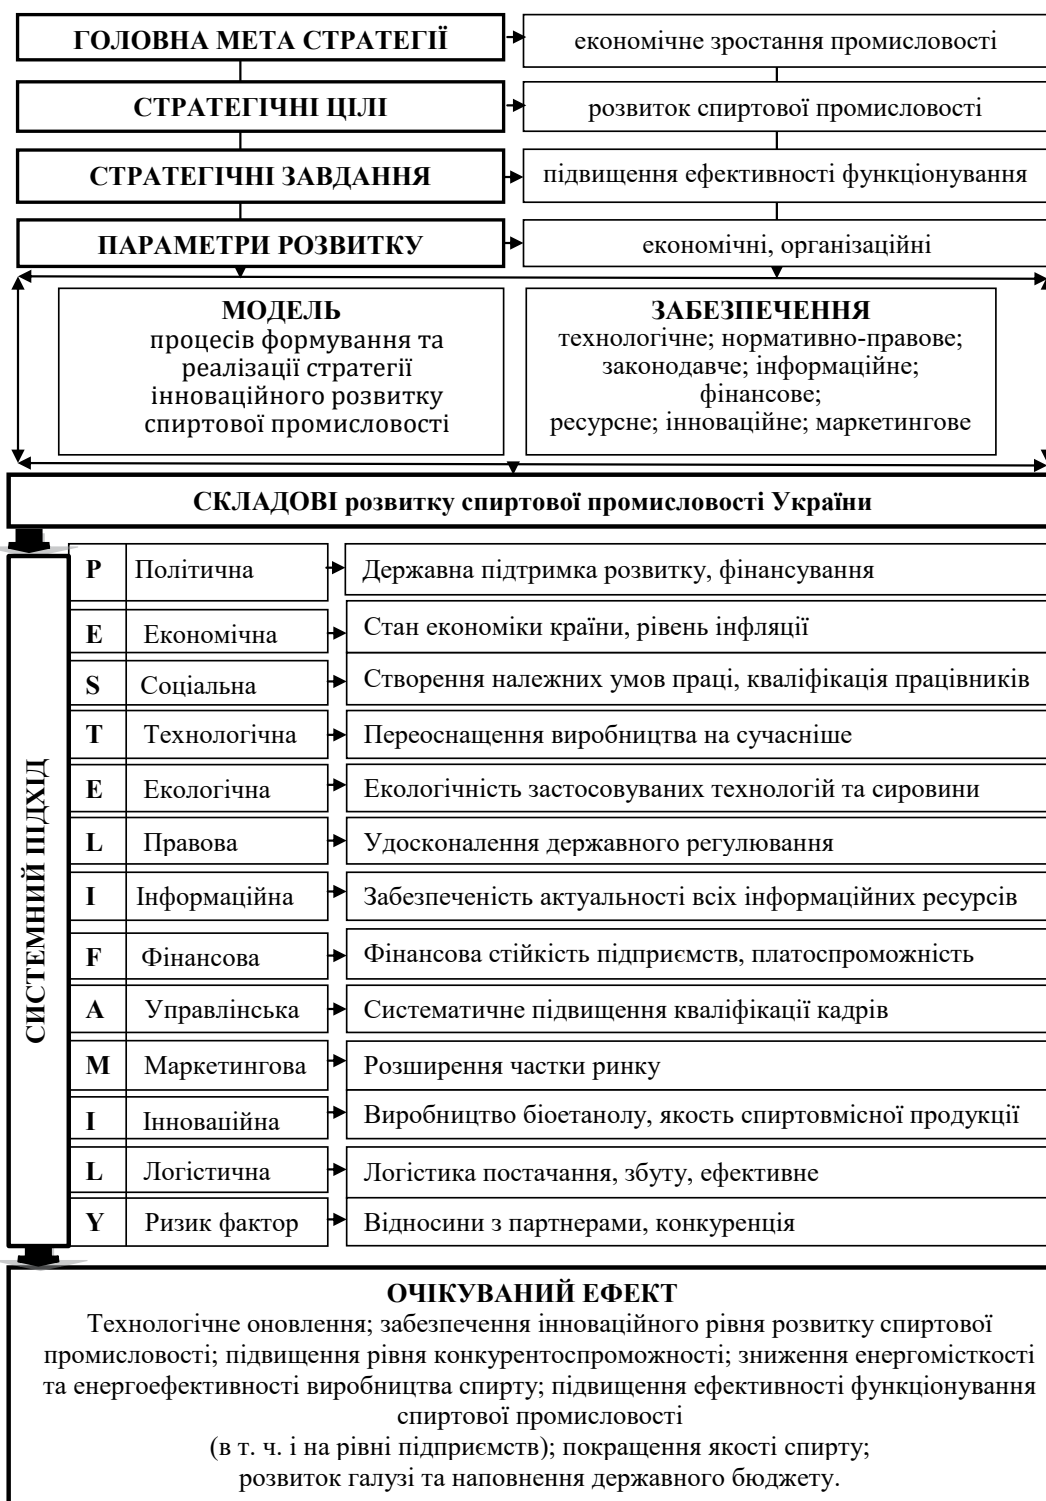 ГОЛОВНА МЕТА СТРАТЕГІЇ
економічне зростання промисловості
СТРАТЕГІЧНІ ЦІЛІ
розвиток спиртової промисловості
СТРАТЕГІЧНІ ЗАВДАННЯ
підвищення ефективності функціонування
ПАРАМЕТРИ РОЗВИТКУ
економічні, організаційні
МОДЕЛЬ
процесів формування та
реалізації стратегії
інноваційного розвитку
спиртової промисловості
ЗАБЕЗПЕЧЕННЯ
технологічне; нормативно-правове;
законодавче; інформаційне;
фінансове;
ресурсне; інноваційне; маркетингове
СКЛАДОВІ розвитку спиртової промисловості України
СИСТЕМНИЙ ПІДХІД
P Політична Державна підтримка розвитку, фінансування
E Економічна Стан економіки країни, рівень інфляції
S Соціальна Створення належних умов праці, кваліфікація працівників
T Технологічна Переоснащення виробництва на сучасніше
E Екологічна Екологічність застосовуваних технологій та сировини
L Правова Удосконалення державного регулювання
I Інформаційна Забезпеченість актуальності всіх інформаційних ресурсів
F Фінансова Фінансова стійкість підприємств, платоспроможність
A Управлінська Систематичне підвищення кваліфікації кадрів
M Маркетингова Розширення частки ринку
I Інноваційна Виробництво біоетанолу, якость спиртовмісної продукції
L Логістична Логістика постачання, збуту, ефективне
Y Ризик фактор Відносини з партнерами, конкуренція
ОЧІКУВАНИЙ ЕФЕКТ
Технологічне оновлення; забезпечення інноваційного рівня розвитку спиртової
промисловості; підвищення рівня конкурентоспроможності; зниження енергомісткості
та енергоефективності виробництва спирту; підвищення ефективності функціонування
спиртової промисловості
(в т. ч. і на рівні підприємств); покращення якості спирту;
розвиток галузі та наповнення державного бюджету.